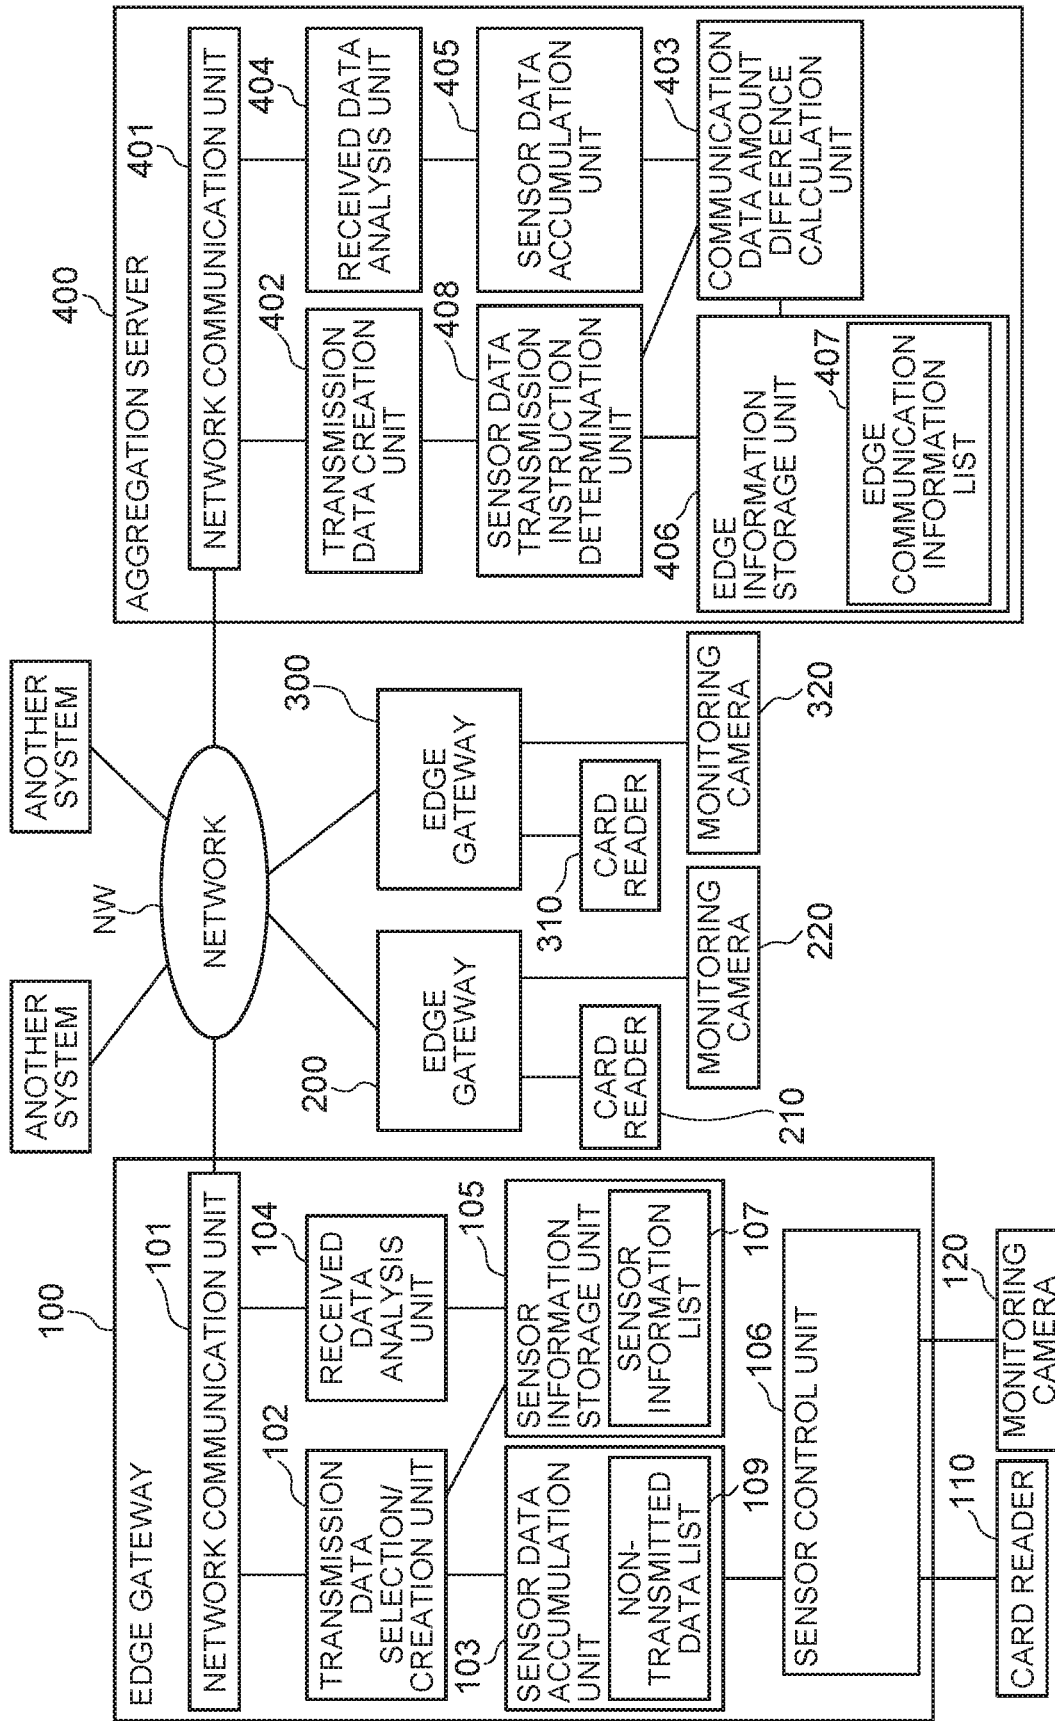 EDGE GATEWAY
100
NETWORK COMMUNICATION UNIT
101
TRANSMISSION
DATA
SELECTION/
CREATION UNIT
102
RECEIVED
DATA
ANALYSIS
UNIT
104
SENSOR DATA
ACCUMULATION
UNIT
103
NON-
TRANSMITTED
DATA LIST
109
SENSOR
INFORMATION
STORAGE UNIT
105
SENSOR
INFORMATION
LIST
107
SENSOR CONTROL UNIT
106
CARD READER
110
MONITORING
CAMERA
120
ANOTHER
SYSTEM
ANOTHER
SYSTEM
NW
NETWORK
EDGE
GATEWAY
200
CARD
READER
210
MONITORING
CAMERA
220
EDGE
GATEWAY
300
CARD
READER
310
MONITORING
CAMERA
320
AGGREGATION SERVER
400
NETWORK COMMUNICATION UNIT
401
TRANSMISSION
DATA CREATION
UNIT
402
RECEIVED DATA
ANALYSIS UNIT
404
SENSOR DATA
TRANSMISSION
INSTRUCTION
DETERMINATION
UNIT
408
SENSOR DATA
ACCUMULATION
UNIT
405
EDGE
INFORMATION
STORAGE UNIT
406
EDGE
COMMUNICATION
INFORMATION
LIST
407
COMMUNICATION
DATA AMOUNT
DIFFERENCE
CALCULATION
UNIT
403